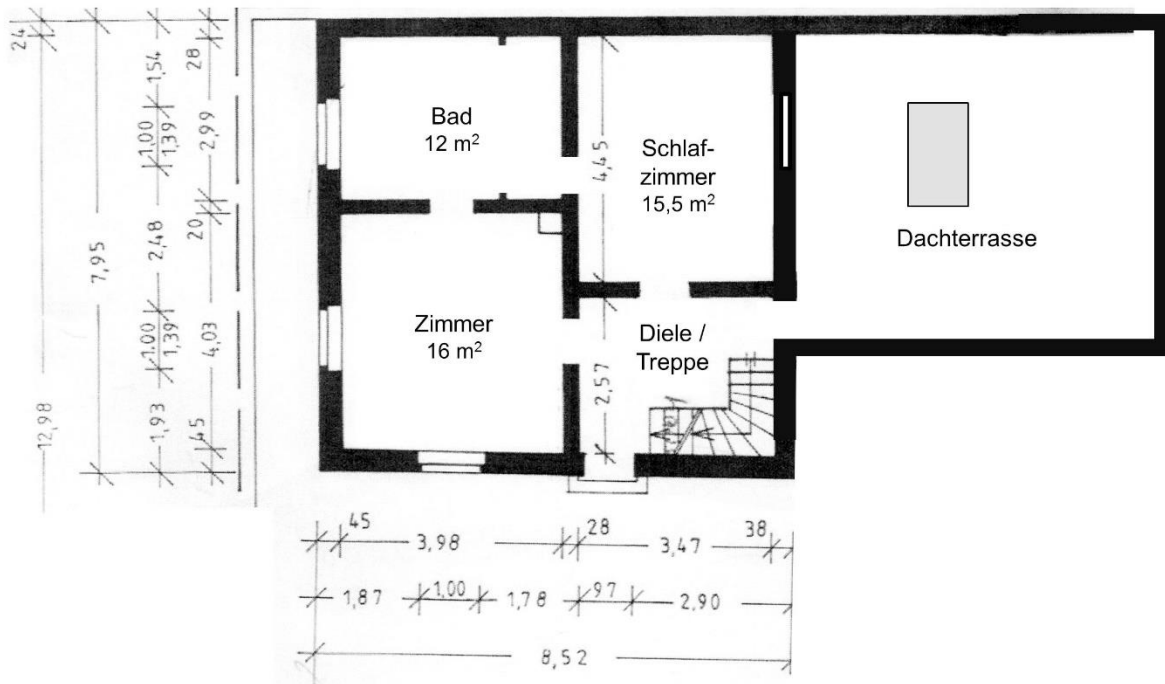 Bad
12 m²
Schlaf-
zimmer
15,5 m²
Dachterrasse
Zimmer
16 m²
Diele /
Treppe
4,45
2,57
24
12,98
7,95
1,54
1,00
1,39
2,48
1,00
1,39
1,93
28
2,99
20
4,03
45
45
3,98
28
3,47
38
1,87
1,00
1,78
97
2,90
8,52